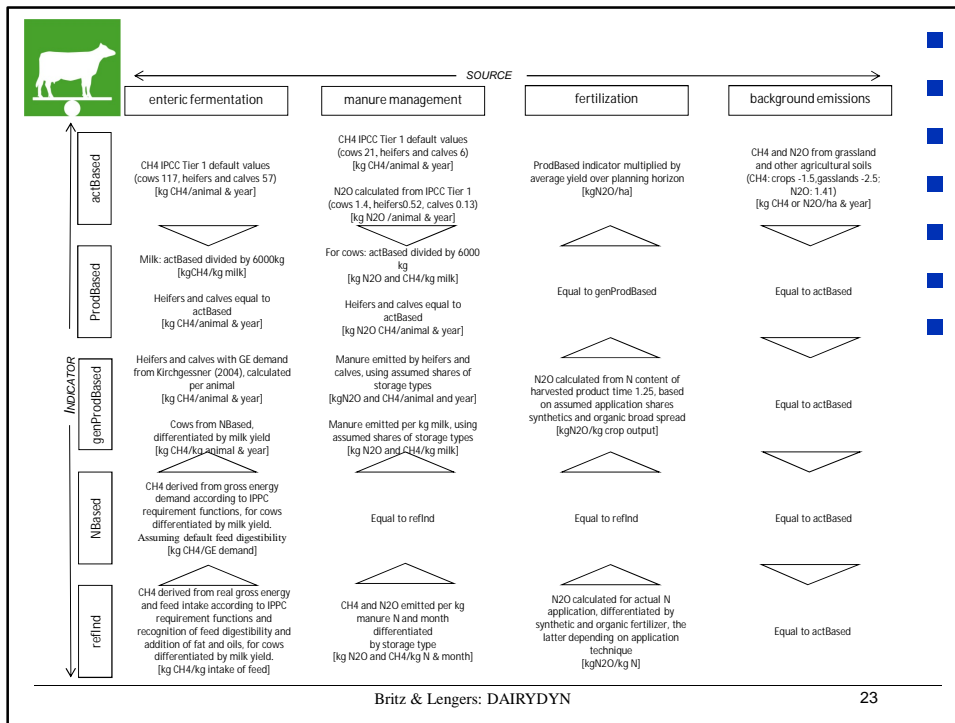 SOURCE
enteric fermentation
manure management
fertilization
background emissions
INDICATOR
actBased
CH4 IPCC Tier 1 default values
(cows 117, heifers and calves 57)
[kg CH4/animal & year]
CH4 IPCC Tier 1 default values
(cows 21, heifers and calves 6)
[kg CH4/animal & year]
N2O calculated from IPCC Tier 1
(cows 1.4, heifers0.52, calves 0.13)
[kg N2O /animal & year]
ProdBased indicator multiplied by
average yield over planning horizon
[kgN2O/ha]
CH4 and N2O from grassland
and other agricultural soils
(CH4: crops -1.5,gasslands -2.5;
N2O: 1.41)
[kg CH4 or N2O/ha & year]
ProdBased
Milk: actBased divided by 6000kg
[kgCH4/kg milk]
Heifers and calves equal to
actBased
[kg CH4/animal & year]
For cows: actBased divided by 6000
kg
[kg N2O and CH4/kg milk]
Heifers and calves equal to
actBased
[kg N2O CH4/animal & year]
Equal to genProdBased
Equal to actBased
genProdBased
Heifers and calves with GE demand
from Kirchgessner (2004), calculated
per animal
[kg CH4/animal & year]
Cows from NBased,
differentiated by milk yield
[kg CH4/kg animal & year]
Manure emitted by heifers and
calves, using assumed shares of
storage types
[kgN2O and CH4/animal and year]
Manure emitted per kg milk, using
assumed shares of storage types
[kg N2O and CH4/kg milk]
N2O calculated from N content of
harvested product time 1.25, based
on assumed application shares
synthetics and organic broad spread
[kgN2O/kg crop output]
Equal to actBased
NBased
CH4 derived from gross energy
demand according to IPPC
requirement functions, for cows
differentiated by milk yield.
Assuming default feed digestibility
[kg CH4/GE demand]
Equal to refInd
Equal to refInd
Equal to actBased
refInd
CH4 derived from real gross energy
and feed intake according to IPPC
requirement functions and
recognition of feed digestibility and
addition of fat and oils, for cows
differentiated by milk yield.
[kg CH4/kg intake of feed]
CH4 and N2O emitted per kg
manure N and month
differentiated
by storage type
[kg N2O and CH4/kg N & month]
N2O calculated for actual N
application, differentiated by
synthetic and organic fertilizer, the
latter depending on application
technique
[kgN2O/kg N]
Equal to actBased
Britz & Lengers: DAIRYDYN
23